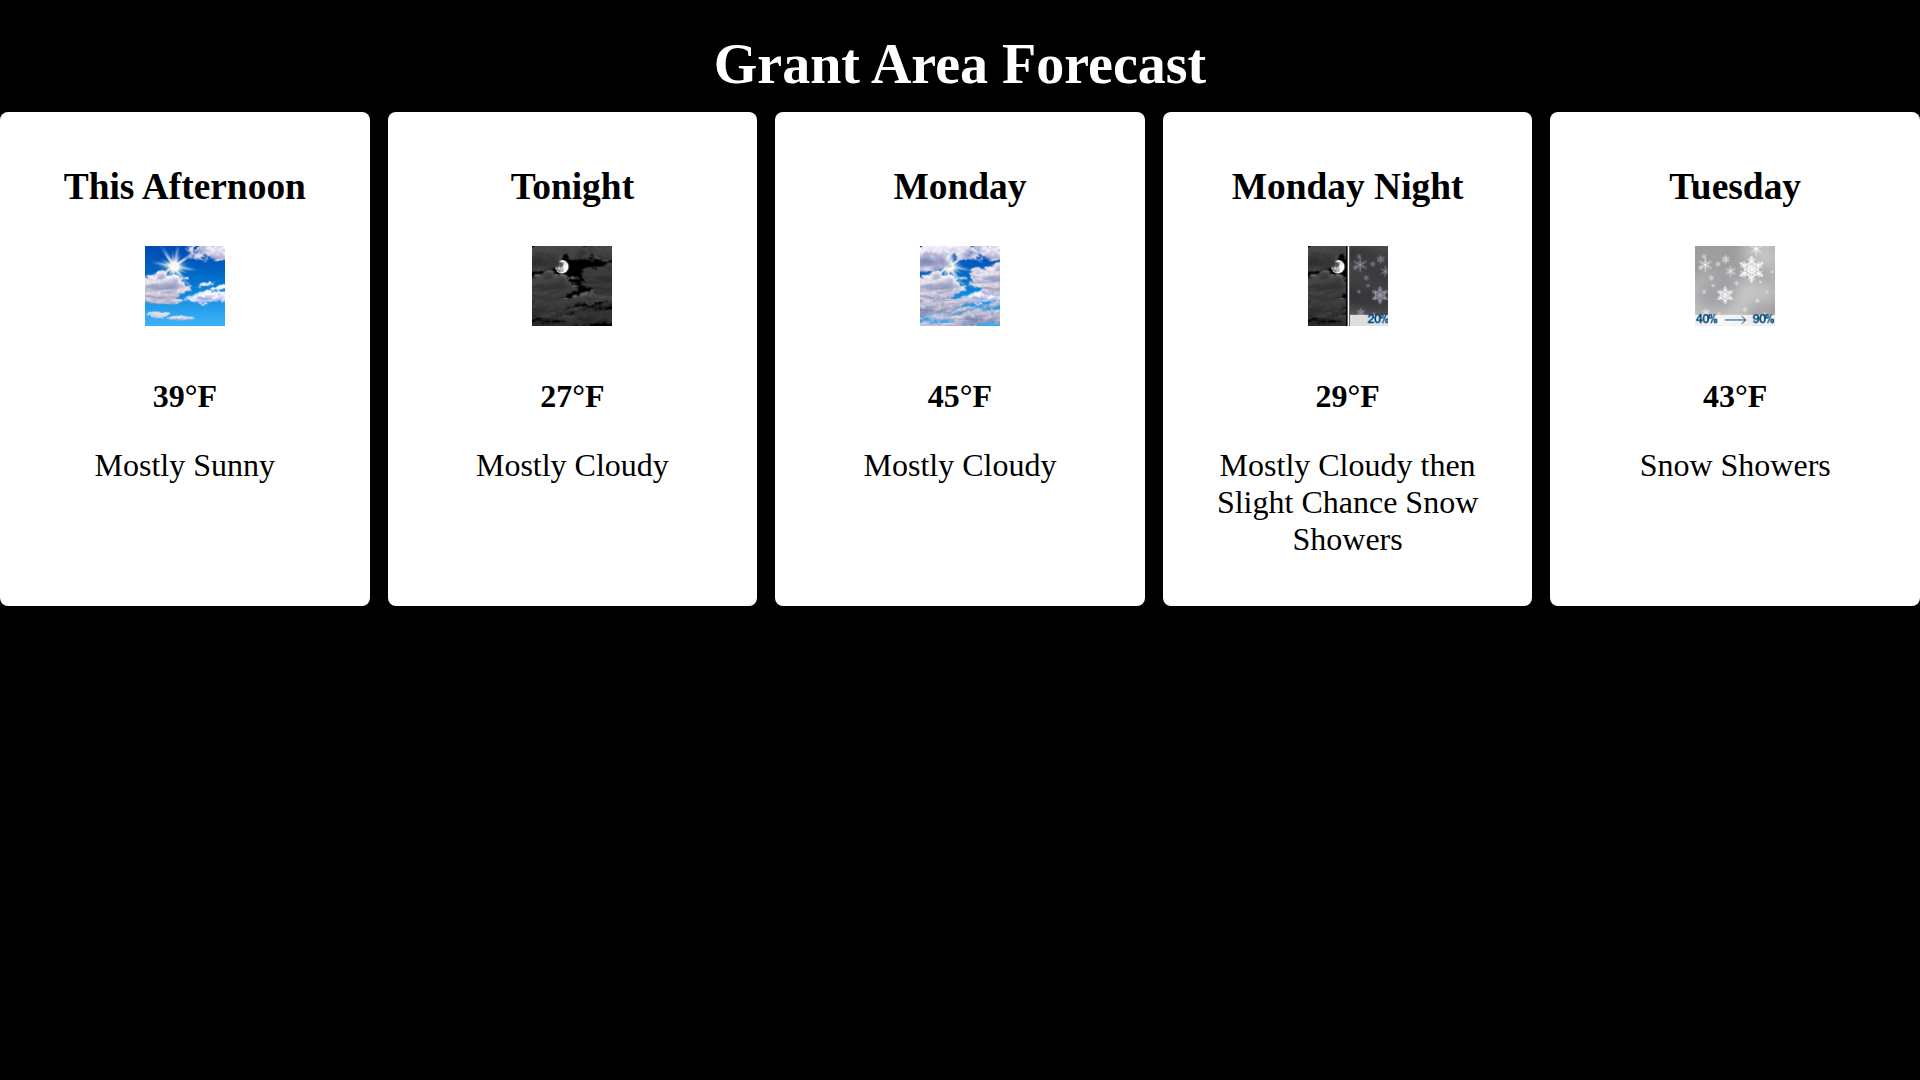 Grant Area Forecast
This Afternoon
39°F
Mostly Sunny
Tonight
27°F
Mostly Cloudy
Monday
45°F
Mostly Cloudy
Monday Night
20%
29°F
Mostly Cloudy then
Slight Chance Snow
Showers
Tuesday
40% → 90%
43°F
Snow Showers